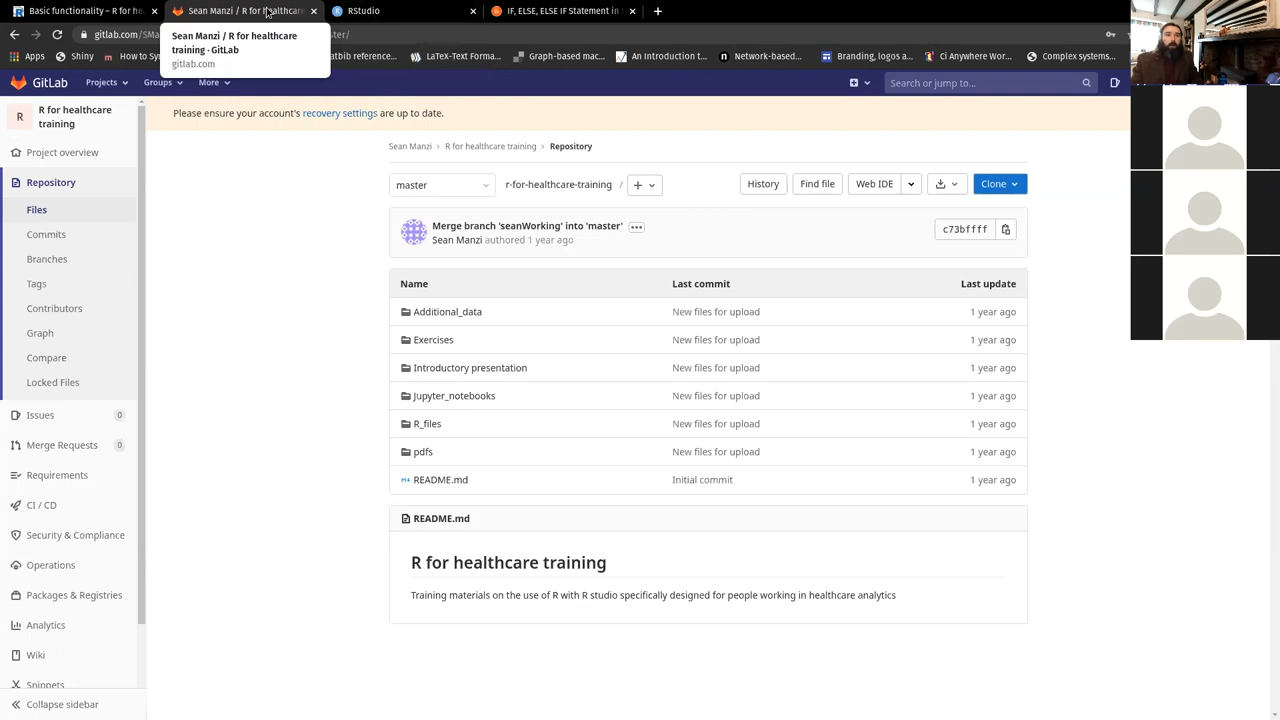 Basic functionality – R for he
Sean Manzi / R for healthcare
RStudio
IF, ELSE, ELSE IF Statement in
gitlab.com/SMa
ter/
Sean Manzi / R for healthcare
training · GitLab
gitlab.com
Apps
Shiny
How to Sy
atbib reference...
LaTeX-Text Format...
Graph-based mac...
An Introduction t...
Network-based...
Ci Anywhere Wor...
Complex systems...
GitLab
Projects
Groups
More
Search or jump to...
R
R for healthcare
training
Please ensure your account's recovery settings are up to date.
Project overview
Repository
Files
Commits
Branches
Tags
Contributors
Graph
Compare
Locked Files
Issues 0
Merge Requests 0
Requirements
CI / CD
Security & Compliance
Operations
Packages & Registries
Analytics
Wiki
Snippets
Collapse sidebar
Sean Manzi › R for healthcare training › Repository
master
r-for-healthcare-training / +
History
Find file
Web IDE
Clone
Merge branch 'seanWorking' into 'master'
Sean Manzi authored 1 year ago
c73bffff
Name Last commit Last update
Additional_data New files for upload 1 year ago
Exercises New files for upload 1 year ago
Introductory presentation New files for upload 1 year ago
Jupyter_notebooks New files for upload 1 year ago
R_files New files for upload 1 year ago
pdfs New files for upload 1 year ago
README.md Initial commit 1 year ago
README.md
R for healthcare training
Training materials on the use of R with R studio specifically designed for people working in healthcare analytics